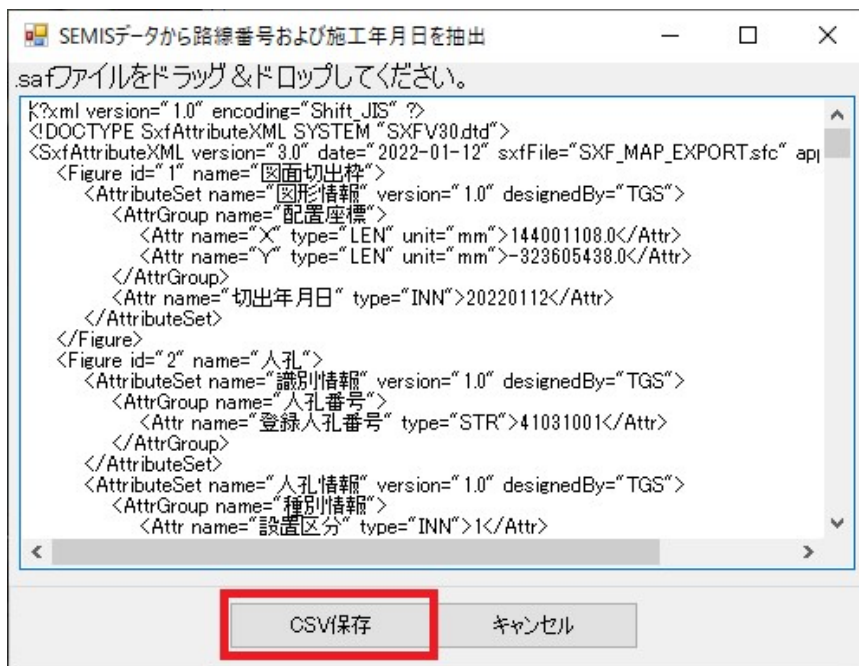 SEMISデータから路線番号および施工年月日を抽出
.safファイルをドラッグ&ドロップしてください。
<?xml version="1.0" encoding="Shift_JIS" ?>
<!DOCTYPE SxfAttributeXML SYSTEM "SXFV30.dtd">
<SxfAttributeXML version="3.0" date="2022-01-12" sxfFile="SXF_MAP_EXPORT.sfc" app
<Figure id="1" name="図面切出枠">
<AttributeSet name="図形情報" version="1.0" designedBy="TGS">
<AttrGroup name="配置座標">
<Attr name="X" type="LEN" unit="mm">144001108.0</Attr>
<Attr name="Y" type="LEN" unit="mm">-323605438.0</Attr>
</AttrGroup>
<Attr name="切出年月日" type="INN">20220112</Attr>
</AttributeSet>
</Figure>
<Figure id="2" name="人孔">
<AttributeSet name="識別情報" version="1.0" designedBy="TGS">
<AttrGroup name="人孔番号">
<Attr name="登録人孔番号" type="STR">41031001</Attr>
</AttrGroup>
</AttributeSet>
<AttributeSet name="人孔情報" version="1.0" designedBy="TGS">
<AttrGroup name="種別情報">
<Attr name="設置区分" type="INN">1</Attr>
CSV保存
キャンセル